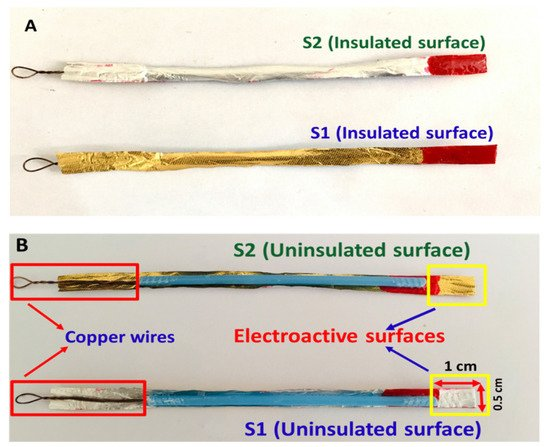 A
S2 (Insulated surface)
S1 (Insulated surface)
B
S2 (Uninsulated surface)
Copper wires
Electroactive surfaces
1 cm
0.5 cm
S1 (Uninsulated surface)